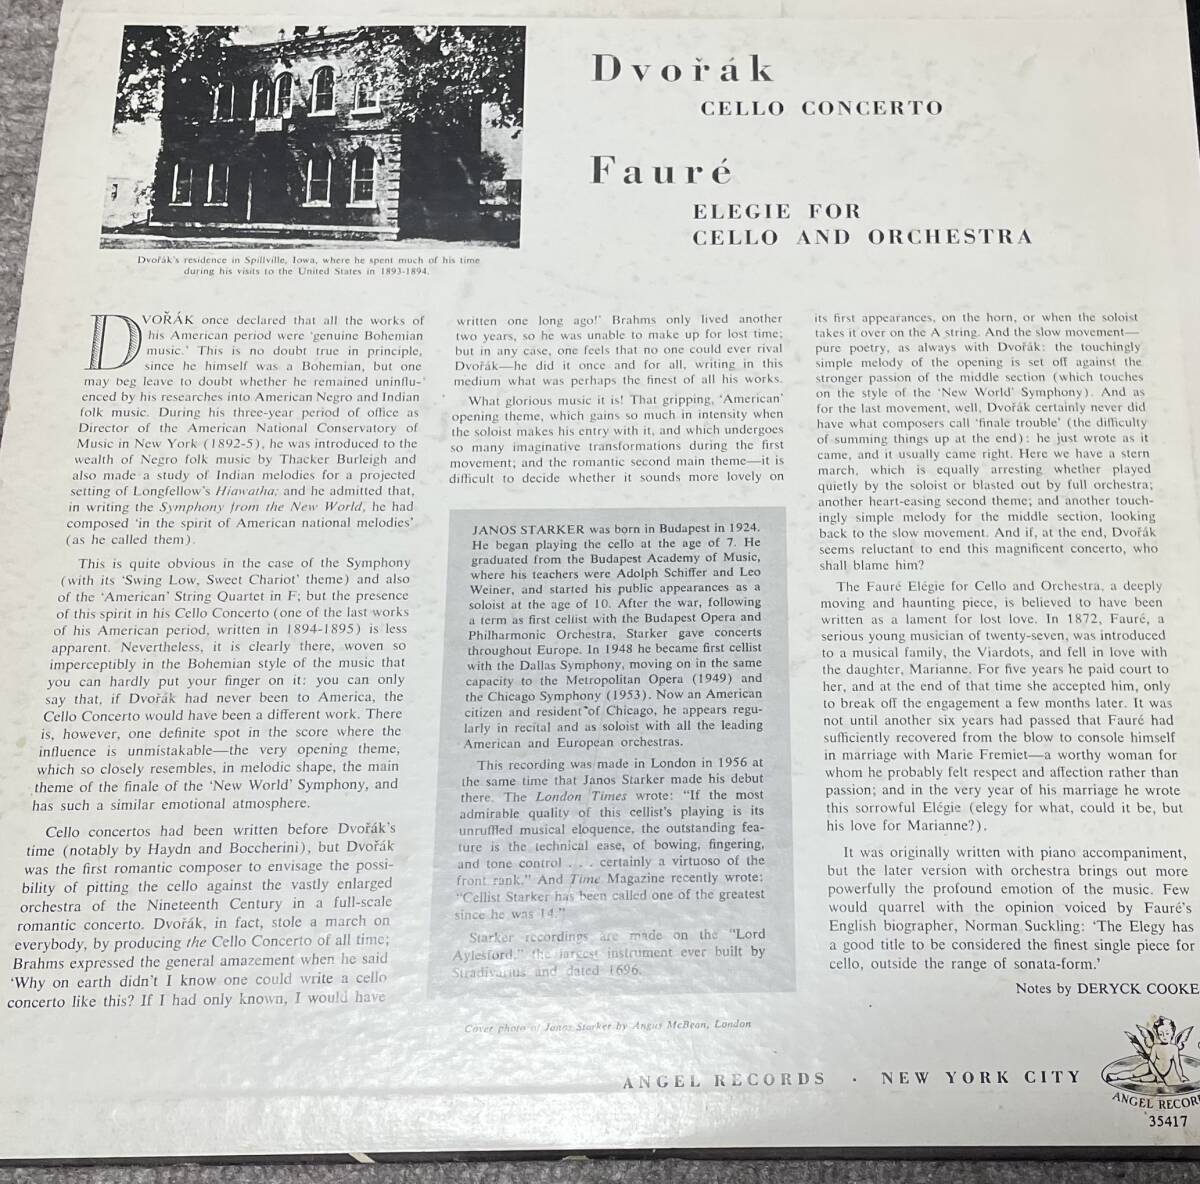 Dvořák
CELLO CONCERTO
Fauré
ELEGIE FOR
CELLO AND ORCHESTRA
Dvořák's residence in Spillville, Iowa, where he spent much of his time
during his visits to the United States in 1893-1894.
DVOŘÁK once declared that all the works of
his American period were 'genuine Bohemian
music.' This is no doubt true in principle,
since he himself was a Bohemian, but one
may beg leave to doubt whether he remained uninflu-
enced by his researches into American Negro and Indian
folk music. During his three-year period of office as
Director of the American National Conservatory of
Music in New York (1892-5), he was introduced to the
wealth of Negro folk music by Thacker Burleigh and
also made a study of Indian melodies for a projected
setting of Longfellow's Hiawatha; and he admitted that,
in writing the Symphony from the New World, he had
composed 'in the spirit of American national melodies'
(as he called them).
This is quite obvious in the case of the Symphony
(with its 'Swing Low, Sweet Chariot' theme) and also
of the 'American' String Quartet in F; but the presence
of this spirit in his Cello Concerto (one of the last works
of his American period, written in 1894-1895) is less
apparent. Nevertheless, it is clearly there, woven so
imperceptibly in the Bohemian style of the music that
you can hardly put your finger on it: you can only
say that, if Dvořák had never been to America, the
Cello Concerto would have been a different work. There
is, however, one definite spot in the score where the
influence is unmistakable—the very opening theme,
which so closely resembles, in melodic shape, the main
theme of the finale of the 'New World' Symphony, and
has such a similar emotional atmosphere.
Cello concertos had been written before Dvořák's
time (notably by Haydn and Boccherini), but Dvořák
was the first romantic composer to envisage the possi-
bility of pitting the cello against the vastly enlarged
orchestra of the Nineteenth Century in a full-scale
romantic concerto. Dvořák, in fact, stole a march on
everybody, by producing the Cello Concerto of all time;
Brahms expressed the general amazement when he said
'Why on earth didn't I know one could write a cello
concerto like this? If I had only known, I would have
written one long ago!' Brahms only lived another
two years, so he was unable to make up for lost time;
but in any case, one feels that no one could ever rival
Dvořák—he did it once and for all, writing in this
medium what was perhaps the finest of all his works.
What glorious music it is! That gripping, 'American'
opening theme, which gains so much in intensity when
the soloist makes his entry with it, and which undergoes
so many imaginative transformations during the first
movement; and the romantic second main theme—it is
difficult to decide whether it sounds more lovely on
JANOS STARKER was born in Budapest in 1924.
He began playing the cello at the age of 7. He
graduated from the Budapest Academy of Music,
where his teachers were Adolph Schiffer and Leo
Weiner, and started his public appearances as a
soloist at the age of 10. After the war, following
a term as first cellist with the Budapest Opera and
Philharmonic Orchestra, Starker gave concerts
throughout Europe. In 1948 he became first cellist
with the Dallas Symphony, moving on in the same
capacity to the Metropolitan Opera (1949) and
the Chicago Symphony (1953). Now an American
citizen and resident of Chicago, he appears regu-
larly in recital and as soloist with all the leading
American and European orchestras.
This recording was made in London in 1956 at
the same time that Janos Starker made his debut
there. The London Times wrote: "If the most
admirable quality of this cellist's playing is its
unruffled musical eloquence, the outstanding fea-
ture is the technical ease, of bowing, fingering,
and tone control . . . certainly a virtuoso of the
front rank." And Time Magazine recently wrote:
"Cellist Starker has been called one of the greatest
since he was 14."
Starker recordings are made on the "Lord
Aylesford," the largest instrument ever built by
Stradivarius and dated 1696.
Cover photo of Janos Starker by Angus McBean, London
its first appearances, on the horn, or when the soloist
takes it over on the A string. And the slow movement—
pure poetry, as always with Dvořák: the touchingly
simple melody of the opening is set off against the
stronger passion of the middle section (which touches
on the style of the 'New World' Symphony). And as
for the last movement, well, Dvořák certainly never did
have what composers call 'finale trouble' (the difficulty
of summing things up at the end): he just wrote as it
came, and it usually came right. Here we have a stern
march, which is equally arresting whether played
quietly by the soloist or blasted out by full orchestra;
another heart-easing second theme; and another touch-
ingly simple melody for the middle section, looking
back to the slow movement. And if, at the end, Dvořák
seems reluctant to end this magnificent concerto, who
shall blame him?
The Fauré Elégie for Cello and Orchestra, a deeply
moving and haunting piece, is believed to have been
written as a lament for lost love. In 1872, Fauré, a
serious young musician of twenty-seven, was introduced
to a musical family, the Viardots, and fell in love with
the daughter, Marianne. For five years he paid court to
her, and at the end of that time she accepted him, only
to break off the engagement a few months later. It was
not until another six years had passed that Fauré had
sufficiently recovered from the blow to console himself
in marriage with Marie Fremiet—a worthy woman for
whom he probably felt respect and affection rather than
passion; and in the very year of his marriage he wrote
this sorrowful Elégie (elegy for what, could it be, but
his love for Marianne?).
It was originally written with piano accompaniment,
but the later version with orchestra brings out more
powerfully the profound emotion of the music. Few
would quarrel with the opinion voiced by Fauré's
English biographer, Norman Suckling: 'The Elegy has
a good title to be considered the finest single piece for
cello, outside the range of sonata-form.'
Notes by DERYCK COOKE
ANGEL RECORDS · NEW YORK CITY
ANGEL RECOR
35417